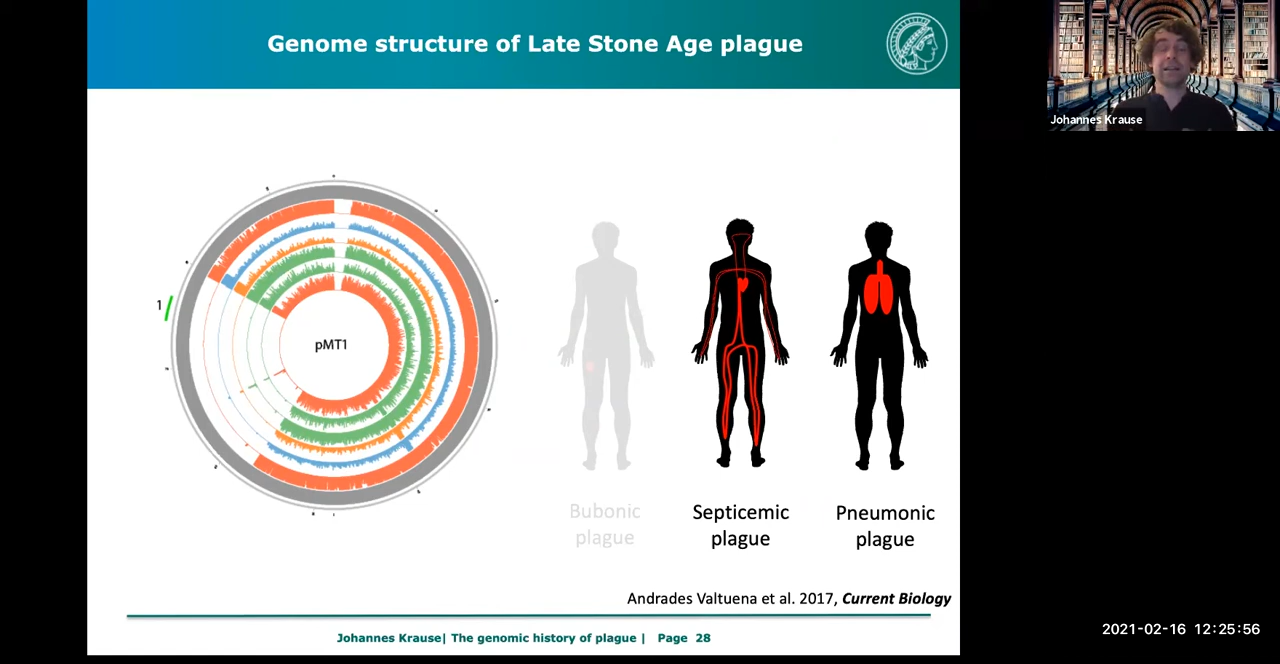 Genome structure of Late Stone Age plague
Johannes Krause
1
pMT1
Bubonic
plague
Septicemic
plague
Pneumonic
plague
Andrades Valtuena et al. 2017, Current Biology
Johannes Krause| The genomic history of plague | Page 28
2021-02-16 12:25:56